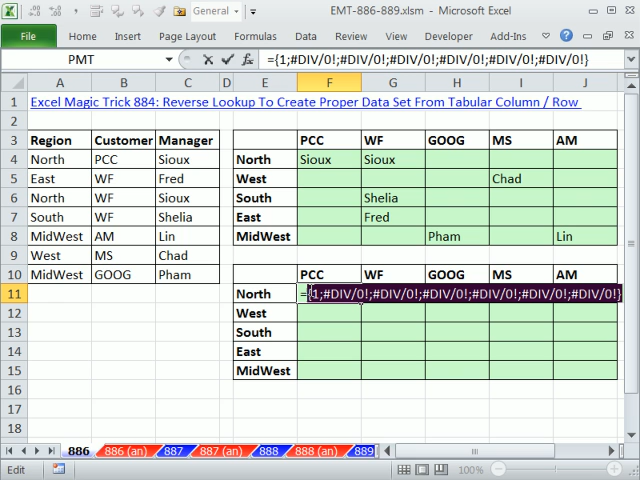 General
EMT-886-889.xlsm - Microsoft Excel
File Home Insert Page Layout Formulas Data Review View Developer Add-Ins
PMT ={1;#DIV/0!;#DIV/0!;#DIV/0!;#DIV/0!;#DIV/0!;#DIV/0!}
A B C D E F G H I J
1 Excel Magic Trick 884: Reverse Lookup To Create Proper Data Set From Tabular Column / Row
2
3 Region Customer Manager PCC WF GOOG MS AM
4 North PCC Sioux North Sioux Sioux
5 East WF Fred West Chad
6 North WF Sioux South Shelia
7 South WF Shelia East Fred
8 MidWest AM Lin MidWest Pham Lin
9 West MS Chad
10 MidWest GOOG Pham PCC WF GOOG MS AM
11 North ={1;#DIV/0!;#DIV/0!;#DIV/0!;#DIV/0!;#DIV/0!;#DIV/0!}
12 West
13 South
14 East
15 MidWest
16
17
18
886 886 (an) 887 887 (an) 888 888 (an) 889
Edit 100%